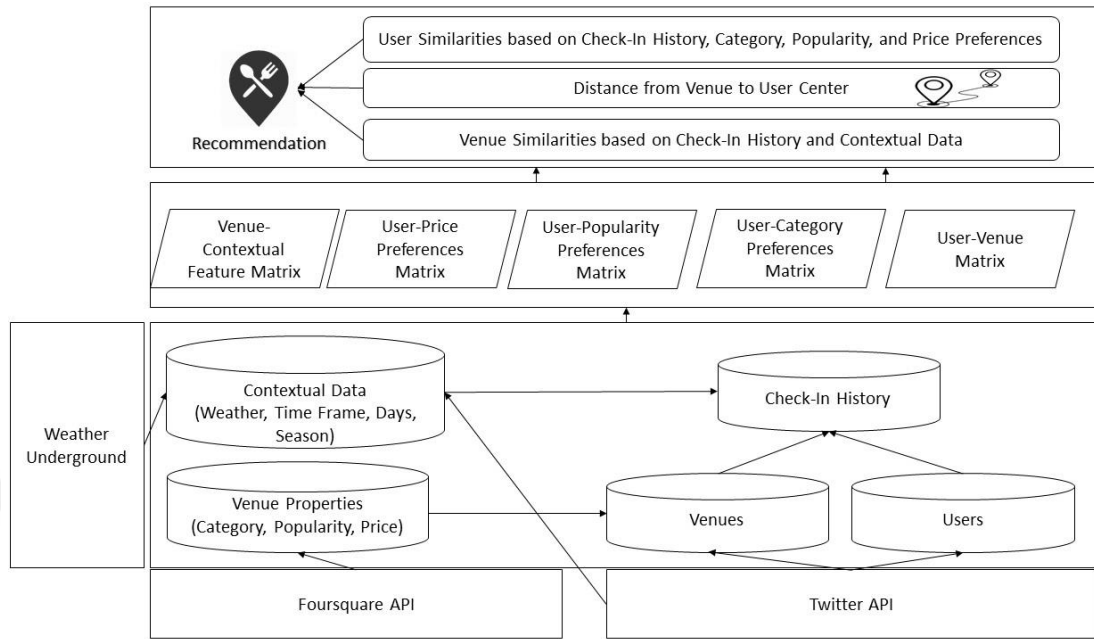 User Similarities based on Check-In History, Category, Popularity, and Price Preferences
Distance from Venue to User Center
Recommendation
Venue Similarities based on Check-In History and Contextual Data
Venue-
Contextual
Feature Matrix
User-Price
Preferences
Matrix
User-Popularity
Preferences
Matrix
User-Category
Preferences
Matrix
User-Venue
Matrix
Weather
Underground
Contextual Data
(Weather, Time Frame, Days,
Season)
Check-In History
Venue Properties
(Category, Popularity, Price)
Venues
Users
Foursquare API
Twitter API